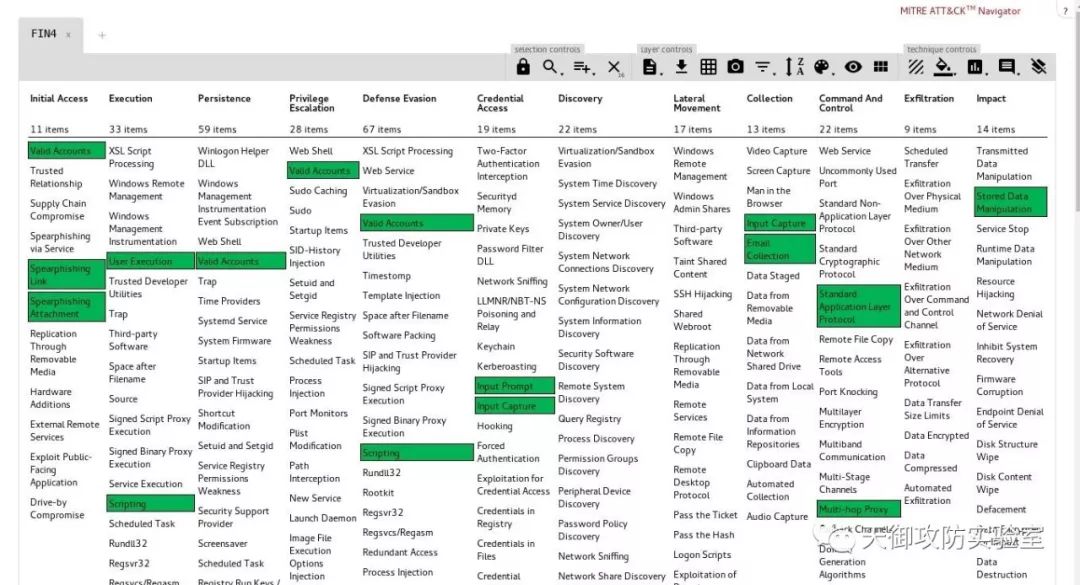 MITRE ATT&CK™ Navigator
?
FIN4 x
+
selection controls
layer controls
technique controls
Initial Access
11 items
Valid Accounts
Trusted
Relationship
Supply Chain
Compromise
Spearphishing
via Service
Spearphishing
Link
Spearphishing
Attachment
Replication
Through
Removable
Media
Hardware
Additions
External Remote
Services
Exploit Public-
Facing
Application
Drive-by
Compromise
Execution
33 items
XSL Script
Processing
Windows Remote
Management
Windows
Management
Instrumentation
User Execution
Trusted Developer
Utilities
Trap
Third-party
Software
Space after
Filename
Source
Signed Script Proxy
Execution
Signed Binary Proxy
Execution
Service Execution
Scripting
Scheduled Task
Rundll32
Regsvr32
Regsvcs/Regasm
Persistence
59 items
Winlogon Helper
DLL
Windows
Management
Instrumentation
Event Subscription
Web Shell
Valid Accounts
Trap
Time Providers
Systemd Service
System Firmware
Startup Items
SIP and Trust
Provider Hijacking
Shortcut
Modification
Setuid and Setgid
Service Registry
Permissions
Weakness
Security Support
Provider
Screensaver
Scheduled Task
Registry Run Keys /
Privilege
Escalation
28 items
Web Shell
Valid Accounts
Sudo Caching
Sudo
Startup Items
SID-History
Injection
Setuid and
Setgid
Service Registry
Permissions
Weakness
Scheduled Task
Process
Injection
Port Monitors
Plist
Modification
Path
Interception
New Service
Launch Daemon
Image File
Execution
Options
Injection
Defense Evasion
67 items
XSL Script Processing
Web Service
Virtualization/Sandbox
Evasion
Valid Accounts
Trusted Developer
Utilities
Timestomp
Template Injection
Space after Filename
Software Packing
SIP and Trust Provider
Hijacking
Signed Script Proxy
Execution
Signed Binary Proxy
Execution
Scripting
Rundll32
Rootkit
Regsvr32
Regsvcs/Regasm
Redundant Access
Process Injection
Credential
Access
19 items
Two-Factor
Authentication
Interception
Securityd
Memory
Private Keys
Password Filter
DLL
Network Sniffing
LLMNR/NBT-NS
Poisoning and
Relay
Keychain
Kerberoasting
Input Prompt
Input Capture
Hooking
Forced
Authentication
Exploitation for
Credential Access
Credentials in
Registry
Credentials in
Files
Credential
Discovery
22 items
Virtualization/Sandbox
Evasion
System Time Discovery
System Service Discovery
System Owner/User
Discovery
System Network
Connections Discovery
System Network
Configuration Discovery
System Information
Discovery
Security Software
Discovery
Remote System
Discovery
Query Registry
Process Discovery
Permission Groups
Discovery
Peripheral Device
Discovery
Password Policy
Discovery
Network Sniffing
Network Share Discovery
Lateral
Movement
17 items
Windows
Remote
Management
Windows
Admin Shares
Third-party
Software
Taint Shared
Content
SSH Hijacking
Shared
Webroot
Replication
Through
Removable
Media
Remote
Services
Remote File
Copy
Remote
Desktop
Protocol
Pass the Ticket
Pass the Hash
Logon Scripts
Exploitation of
Collection
13 items
Video Capture
Screen Capture
Man in the
Browser
Input Capture
Email
Collection
Data Staged
Data from
Removable
Media
Data from
Network
Shared Drive
Data from Local
System
Data from
Information
Repositories
Clipboard Data
Automated
Collection
Audio Capture
Command And
Control
22 items
Web Service
Uncommonly Used
Port
Standard Non-
Application Layer
Protocol
Standard
Cryptographic
Protocol
Standard
Application Layer
Protocol
Remote File Copy
Remote Access
Tools
Port Knocking
Multilayer
Encryption
Multiband
Communication
Multi-Stage
Channels
Multi-hop Proxy
Generation
Algorithms
Exfiltration
9 items
Scheduled
Transfer
Exfiltration
Over Physical
Medium
Exfiltration
Over Other
Network
Medium
Exfiltration
Over Command
and Control
Channel
Exfiltration
Over
Alternative
Protocol
Data Transfer
Size Limits
Data Encrypted
Data
Compressed
Automated
Exfiltration
Impact
14 items
Transmitted
Data
Manipulation
Stored Data
Manipulation
Service Stop
Runtime Data
Manipulation
Resource
Hijacking
Network Denial
of Service
Inhibit System
Recovery
Firmware
Corruption
Endpoint Denial
of Service
Disk Structure
Wipe
Disk Content
Wipe
Defacement
Data
Destruction
天御攻防实验室